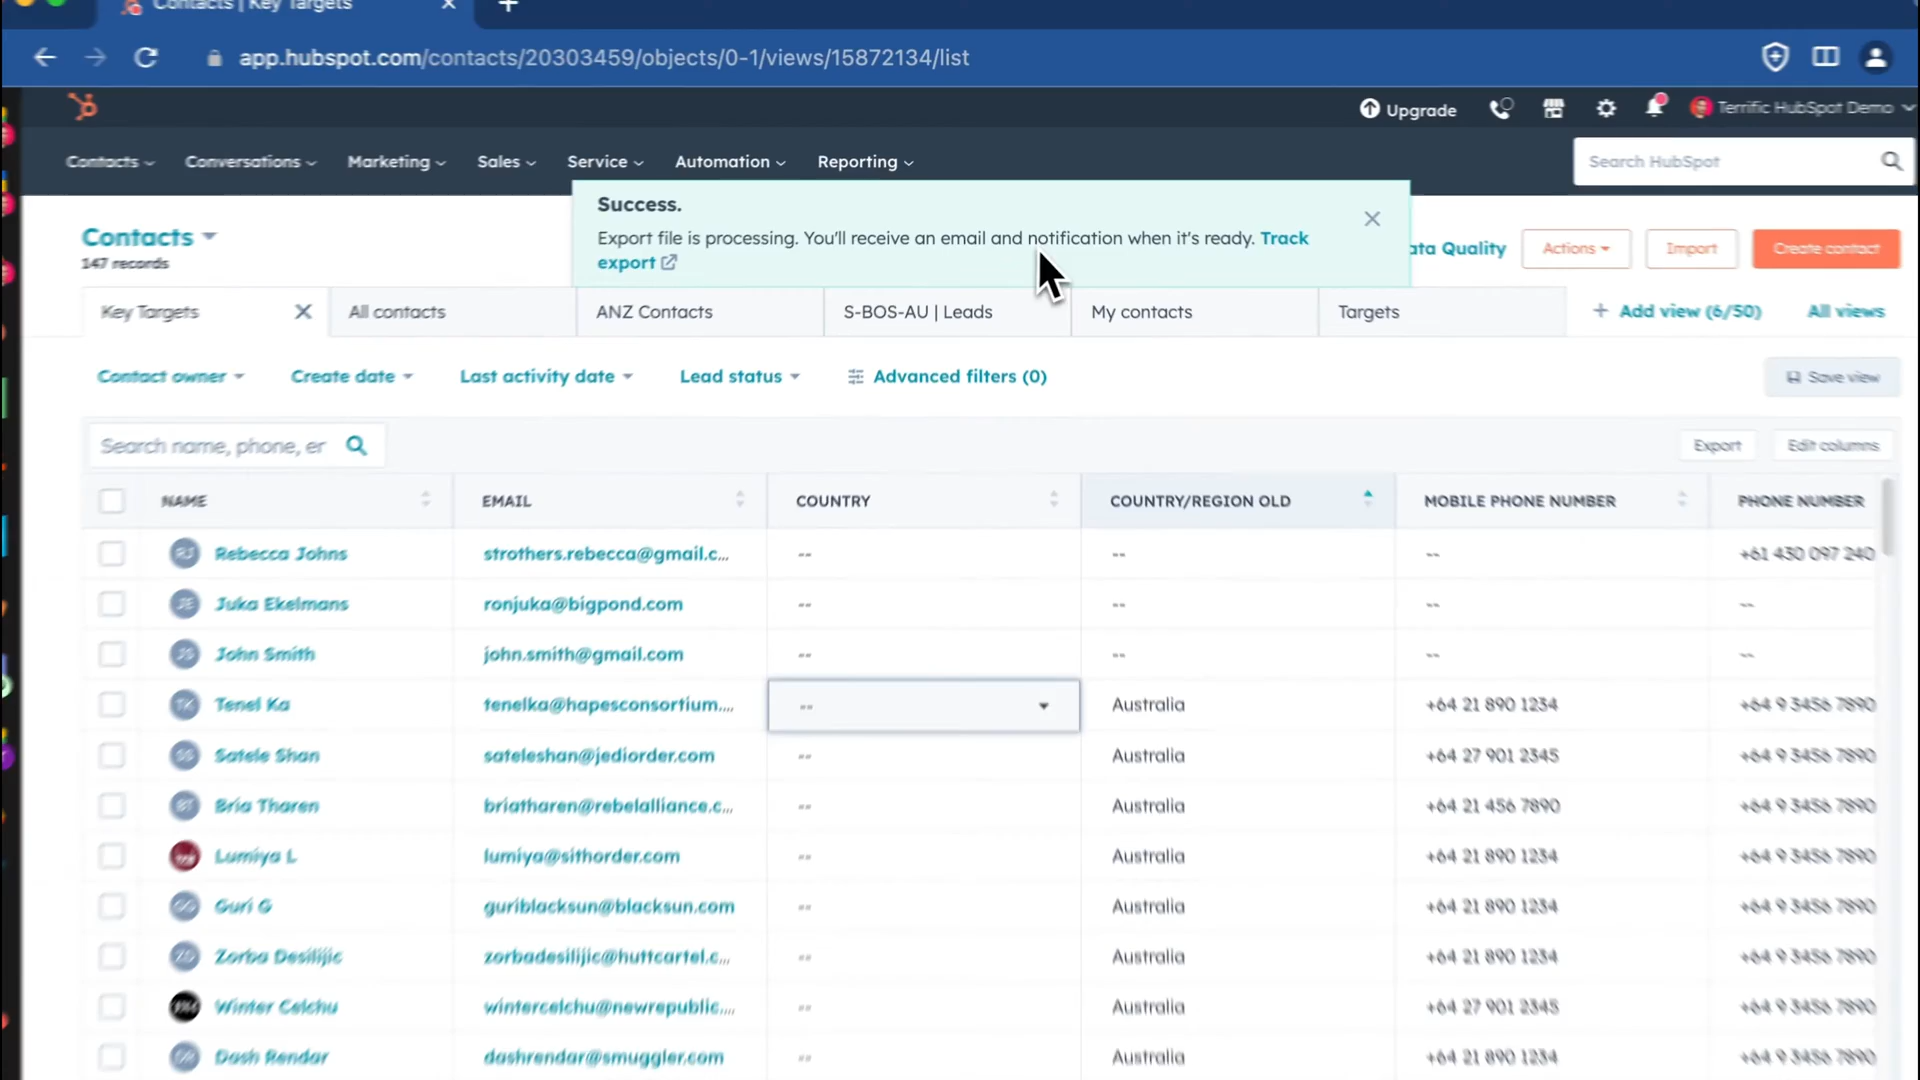 Contacts | Key Targets
app.hubspot.com/contacts/20303459/objects/0-1/views/15872134/list
Upgrade
Terrific HubSpot Demo
Contacts
Conversations
Marketing
Sales
Service
Automation
Reporting
Search HubSpot
Success.
Export file is processing. You'll receive an email and notification when it's ready. Track
export
Contacts
147 records
ata Quality
Actions
Import
Create contact
Key Targets
All contacts
ANZ Contacts
S-BOS-AU | Leads
My contacts
Targets
+ Add view (6/50)
All views
Contact owner
Create date
Last activity date
Lead status
Advanced filters (0)
Save view
Search name, phone, er
Export
Edit columns
NAME EMAIL COUNTRY COUNTRY/REGION OLD MOBILE PHONE NUMBER PHONE NUMBER
RJ Rebecca Johns strothers.rebecca@gmail.c... -- -- -- +61 430 097 240
JE Juka Ekelmans ronjuka@bigpond.com -- -- -- --
JS John Smith john.smith@gmail.com -- -- -- --
TK Tenel Ka tenelka@hapesconsortium.... -- Australia +64 21 890 1234 +64 9 3456 7890
SS Satele Shan sateleshan@jediorder.com -- Australia +64 27 901 2345 +64 9 3456 7890
BT Bria Tharen briatharen@rebelalliance.c... -- Australia +64 21 456 7890 +64 9 3456 7890
Lumiya L lumiya@sithorder.com -- Australia +64 21 890 1234 +64 9 3456 7890
GG Guri G guriblacksun@blacksun.com -- Australia +64 21 890 1234 +64 9 3456 7890
ZD Zorba Desilijic zorbadesilijic@huttcartel.c... -- Australia +64 21 890 1234 +64 9 3456 7890
Winter Celchu wintercelchu@newrepublic.... -- Australia +64 27 901 2345 +64 9 3456 7890
DR Dash Rendar dashrendar@smuggler.com -- Australia +64 21 890 1234 +64 9 3456 7890